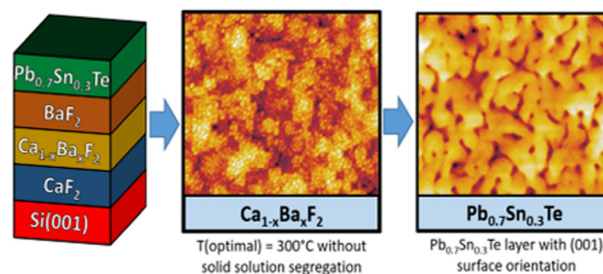 Pb₀.₇Sn₀.₃Te
BaF₂
Ca₁₋ₓBaₓF₂
CaF₂
Si(001)
Ca₁₋ₓBaₓF₂
T(optimal) = 300°C without
solid solution segregation
Pb₀.₇Sn₀.₃Te
Pb₀.₇Sn₀.₃Te layer with (001)
surface orientation